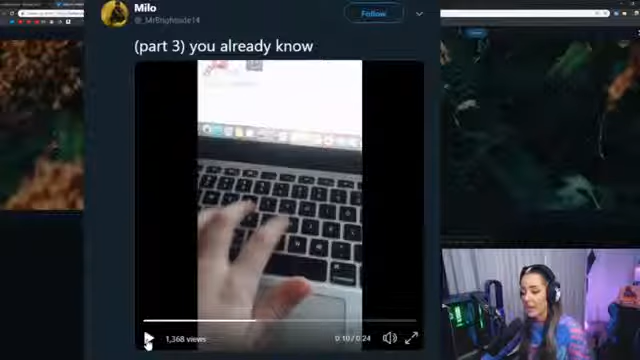 Milo
@_MrBrightside14
Follow
(part 3) you already know
1,368 views
0:10 / 0:24